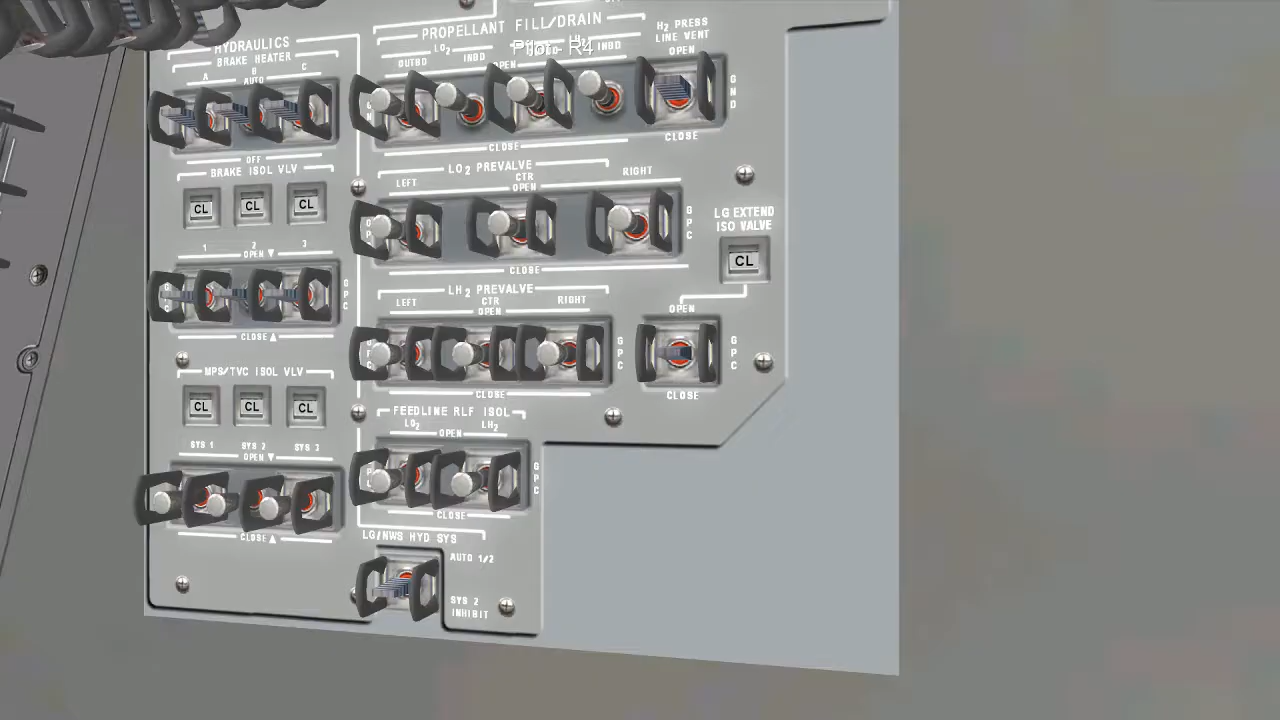 PROPELLANT FILL/DRAIN
H2 PRESS
LINE VENT
OPEN
Pilot - R4
HYDRAULICS
BRAKE HEATER
A B C
AUTO
OFF
LO2
OUTBD INBD
OPEN
INBD
GND
CLOSE
CLOSE
BRAKE ISOL VLV
CL CL CL
1 2 3
OPEN ▼
GPC
CLOSE ▲
LO2 PREVALVE
LEFT CTR RIGHT
OPEN
GPC
CLOSE
LG EXTEND
ISO VALVE
CL
LH2 PREVALVE
LEFT CTR RIGHT
OPEN
GPC
CLOSE
OPEN
GPC
CLOSE
MPS/TVC ISOL VLV
CL CL CL
SYS 1 SYS 2 SYS 3
OPEN ▼
CLOSE ▲
FEEDLINE RLF ISOL
LO2 LH2
OPEN
GPC
CLOSE
LG/NWS HYD SYS
AUTO 1/2
SYS 2
INHIBIT